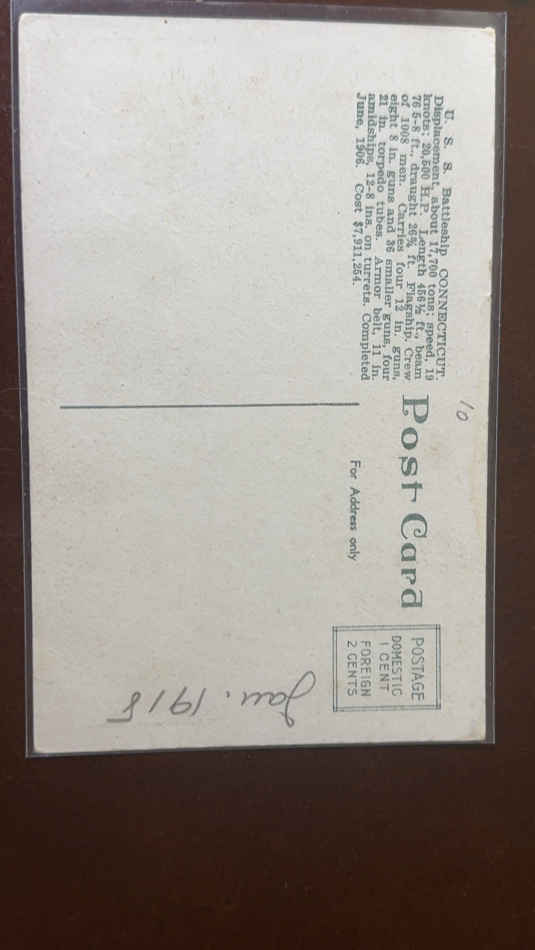 U. S. S. Battleship CONNECTICUT.
Displacement, about 17,700 tons; speed, 19
knots; 20,500 H.P. Length 456½ ft., beam
76 5-8 ft., draught 26¾ ft. Flagship. Crew
of 1008 men. Carries four 12 in. guns,
eight 8 in. guns and 36 smaller guns, four
21 in. torpedo tubes. Armor belt, 11 in.
amidships, 12-8 ins. on turrets. Completed
June, 1906. Cost $7,911,254.
10
Post Card
For Address only
POSTAGE
DOMESTIC
1 CENT
FOREIGN
2 CENTS
Jan. 1918